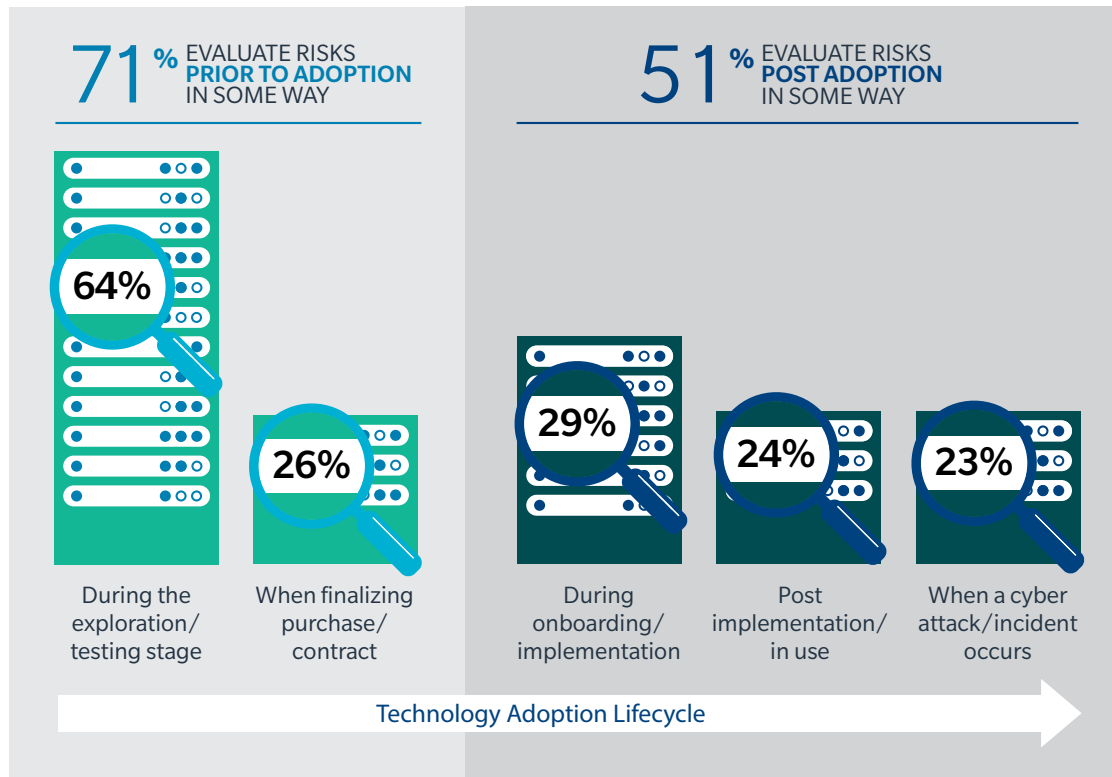 71% EVALUATE RISKS
PRIOR TO ADOPTION
IN SOME WAY
51% EVALUATE RISKS
POST ADOPTION
IN SOME WAY
64%
26%
29%
24%
23%
During the
exploration/
testing stage
When finalizing
purchase/
contract
During
onboarding/
implementation
Post
implementation/
in use
When a cyber
attack/incident
occurs
Technology Adoption Lifecycle